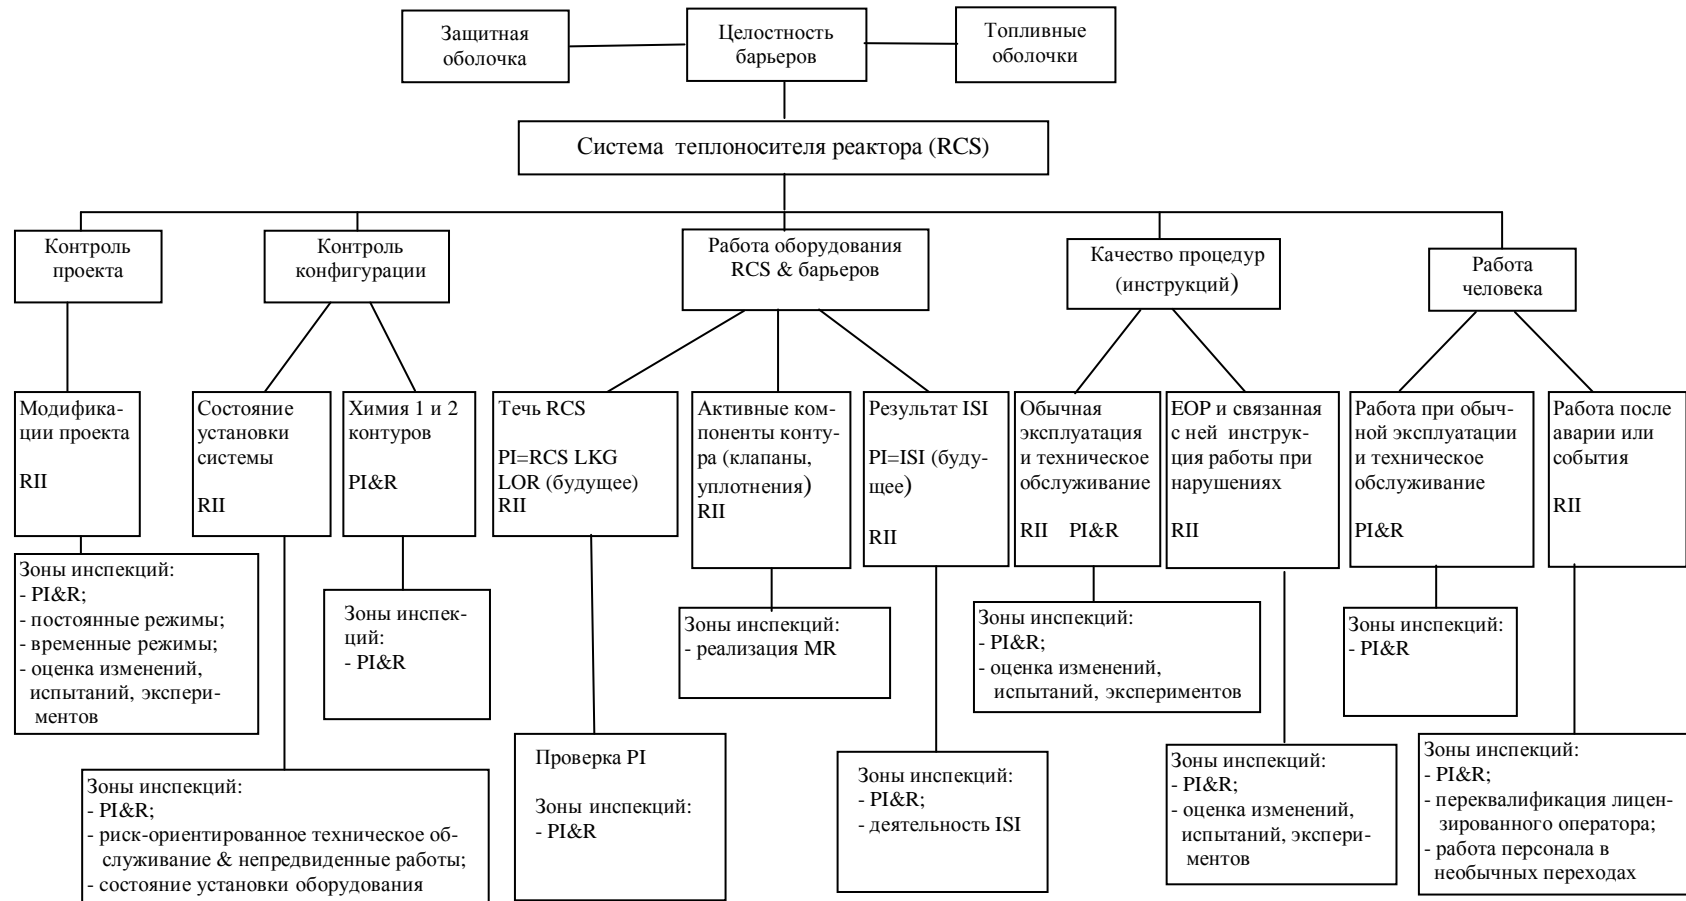 Защитная
оболочка
Целостность
барьеров
Топливные
оболочки
Система теплоносителя реактора (RCS)
Контроль
проекта
Контроль
конфигурации
Работа оборудования
RCS & барьеров
Качество процедур
(инструкций)
Работа
человека
Модифика-
ции проекта
RII
Состояние
установки
системы
RII
Химия 1 и 2
контуров
PI&R
Течь RCS
PI=RCS LKG
LOR (будущее)
RII
Активные ком-
поненты конту-
ра (клапаны,
уплотнения)
RII
Результат ISI
PI=ISI (буду-
щее)
RII
Обычная
эксплуатация
и техническое
обслуживание
RII PI&R
ЕОР и связанная
с ней инструк-
ция работы при
нарушениях
RII
Работа при обыч-
ной эксплуатации
и техническое
обслуживание
PI&R
Работа после
аварии или
события
RII
Зоны инспекций:
- PI&R;
- постоянные режимы;
- временные режимы;
- оценка изменений,
испытаний, экспери-
ментов
Зоны инспек-
ций:
- PI&R
Зоны инспекций:
- реализация MR
Зоны инспекций:
- PI&R;
- оценка изменений,
испытаний, экспериментов
Зоны инспекций:
- PI&R
Зоны инспекций:
- PI&R;
- риск-ориентированное техническое об-
служивание & непредвиденные работы;
- состояние установки оборудования
Проверка PI
Зоны инспекций:
- PI&R
Зоны инспекций:
- PI&R;
- деятельность ISI
Зоны инспекций:
- PI&R;
- оценка изменений,
испытаний, экспери-
ментов
Зоны инспекций:
- PI&R;
- переквалификация лицен-
зированного оператора;
- работа персонала в
необычных переходах